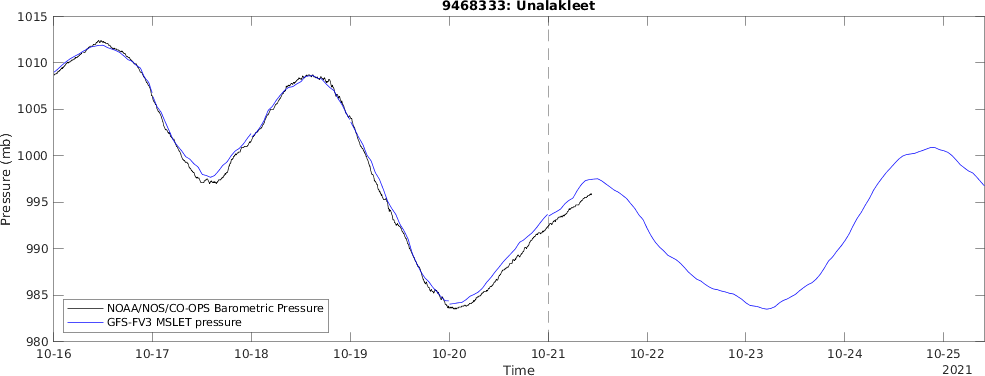 9468333: Unalakleet
Pressure (mb)
1015
1010
1005
1000
995
990
985
980
NOAA/NOS/CO-OPS Barometric Pressure
GFS-FV3 MSLET pressure
10-16 10-17 10-18 10-19 10-20 10-21 10-22 10-23 10-24 10-25
Time
2021